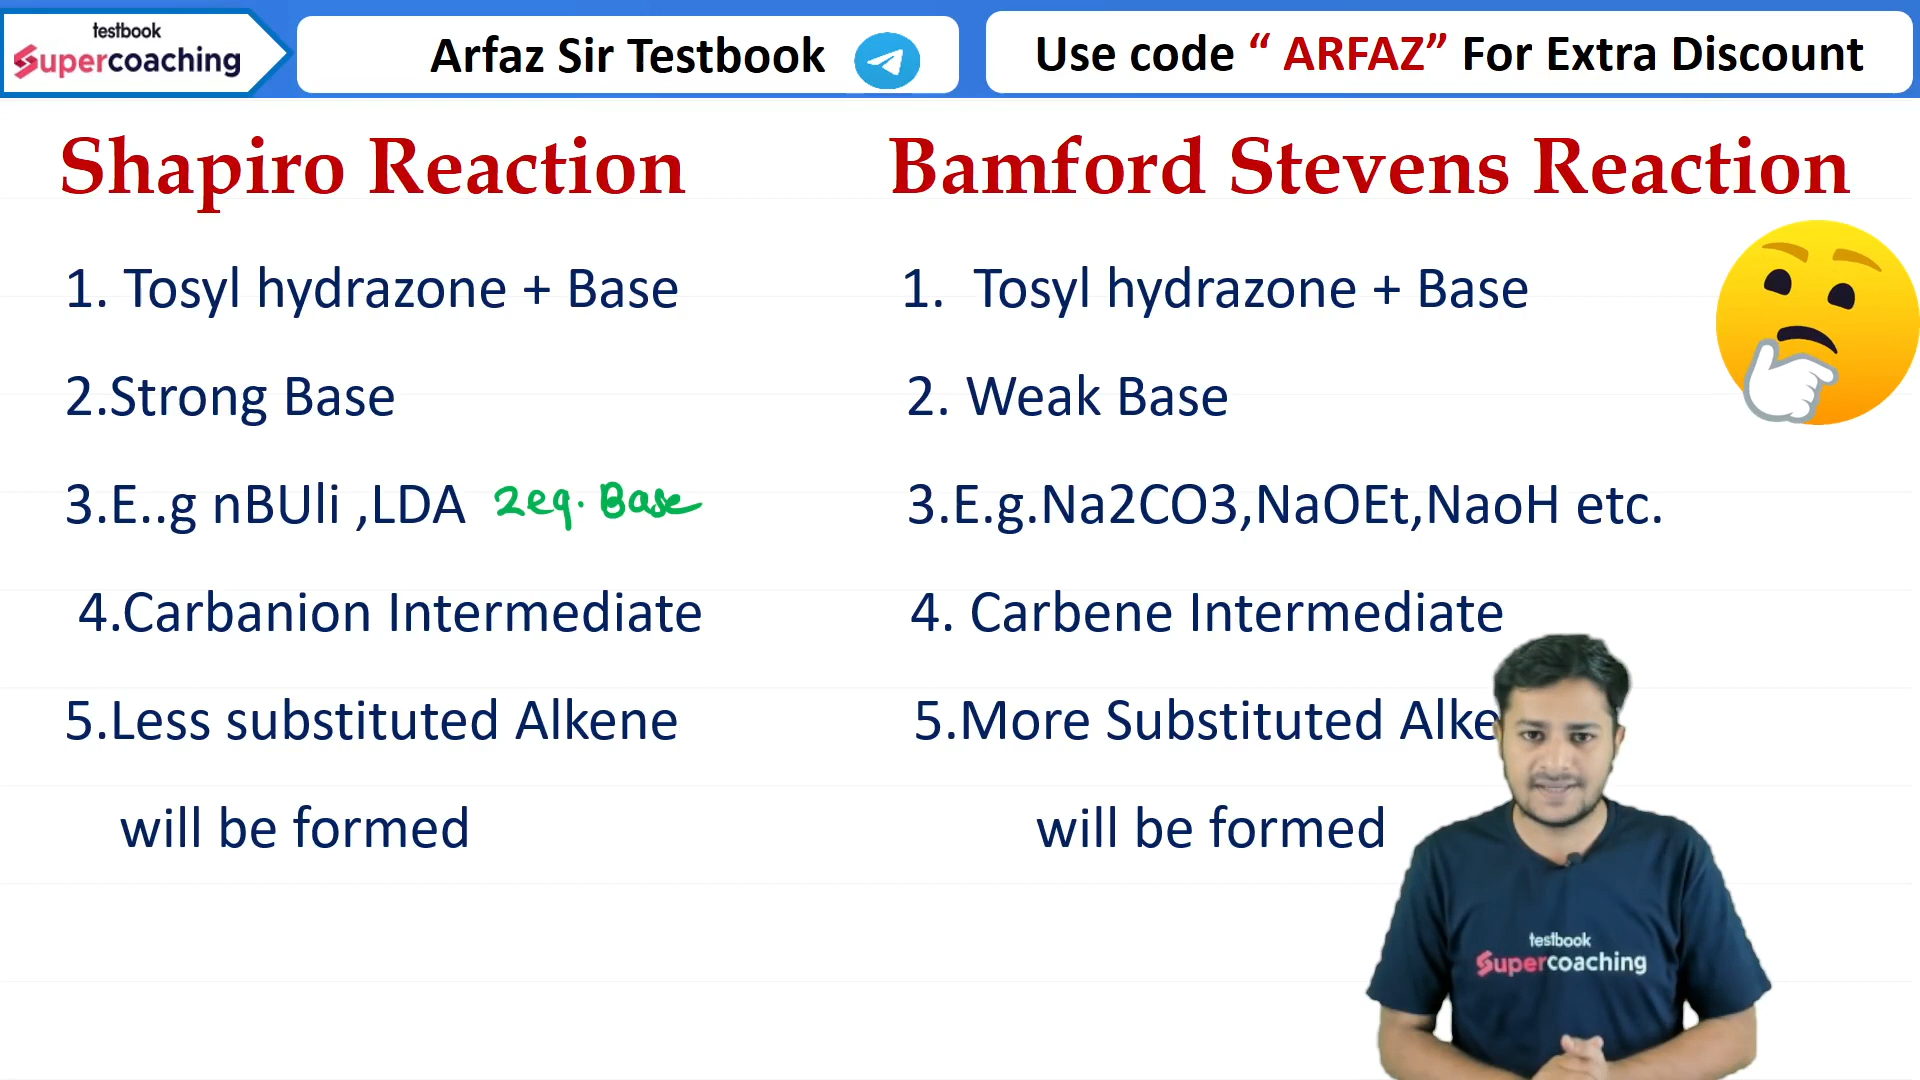 testbook
Supercoaching
Arfaz Sir Testbook
Use code “ ARFAZ” For Extra Discount
Shapiro Reaction
1. Tosyl hydrazone + Base
2.Strong Base
3.E..g nBUli ,LDA 2eq. Base
4.Carbanion Intermediate
5.Less substituted Alkene
will be formed
Bamford Stevens Reaction
1. Tosyl hydrazone + Base
2. Weak Base
3.E.g.Na2CO3,NaOEt,NaoH etc.
4. Carbene Intermediate
5.More Substituted Alke
will be formed
testbook
Supercoaching